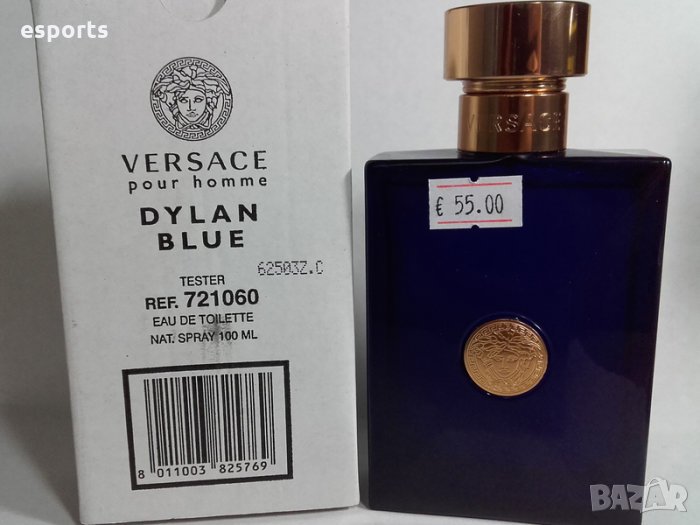 esports
VERSACE
pour homme
DYLAN
BLUE
62503Z.C
TESTER
REF. 721060
EAU DE TOILETTE
NAT. SPRAY 100 ML
8 011003 825769
VERSACE
€ 55.00
BAZAR